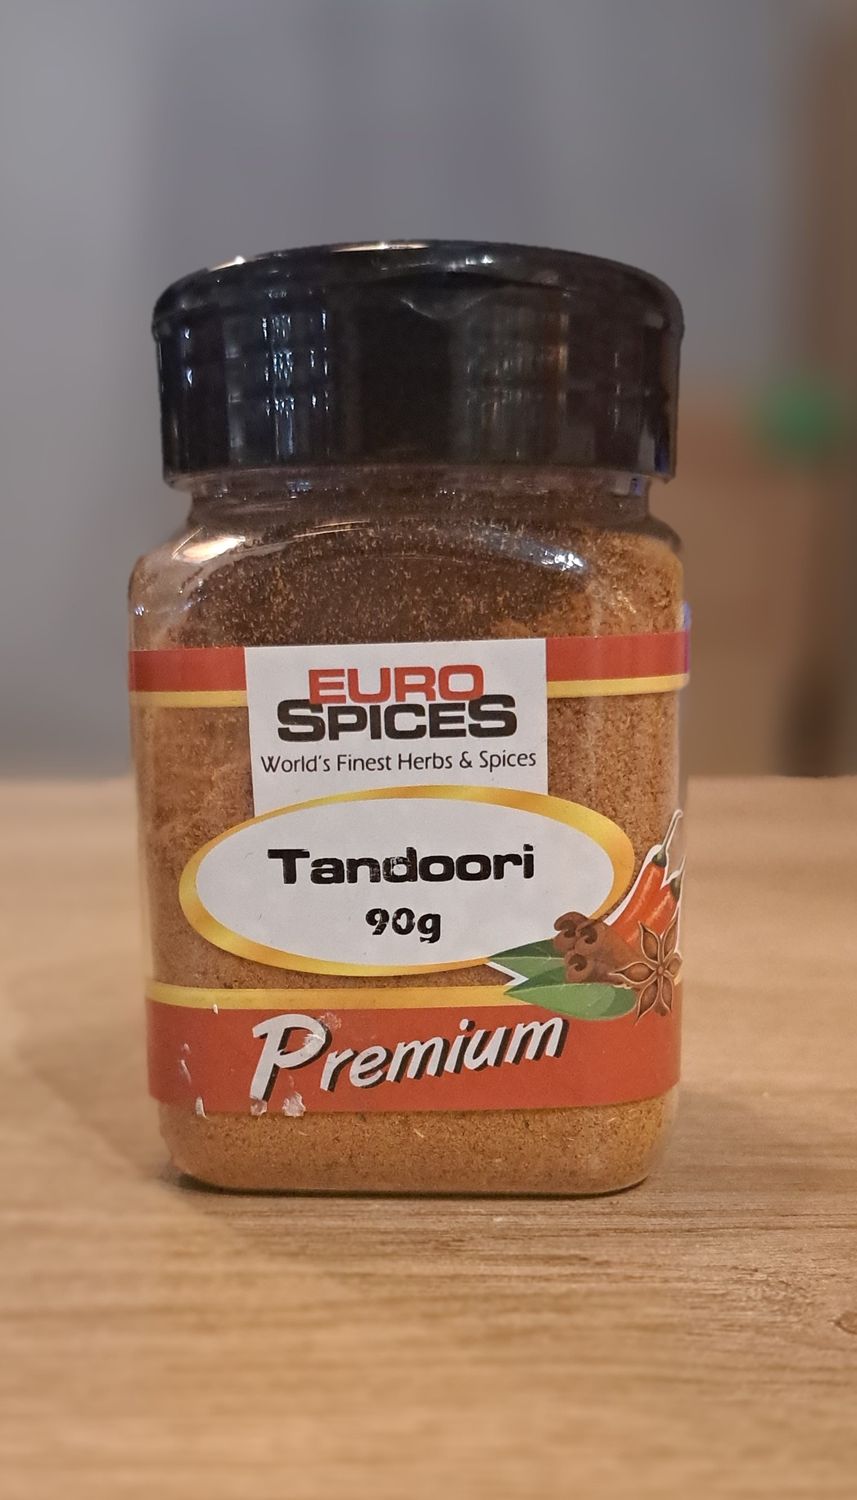 EURO
SPICES
World's Finest Herbs & Spices
Tandoori
90g
Premium